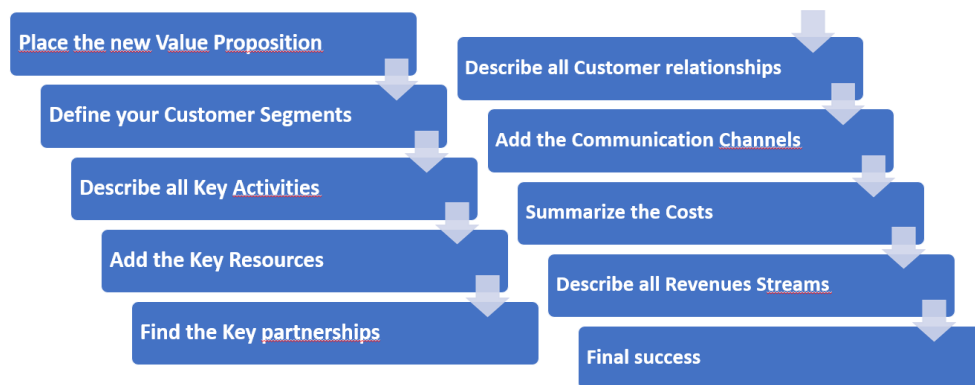 Place the new Value Proposition
Define your Customer Segments
Describe all Key Activities
Add the Key Resources
Find the Key partnerships
Describe all Customer relationships
Add the Communication Channels
Summarize the Costs
Describe all Revenues Streams
Final success